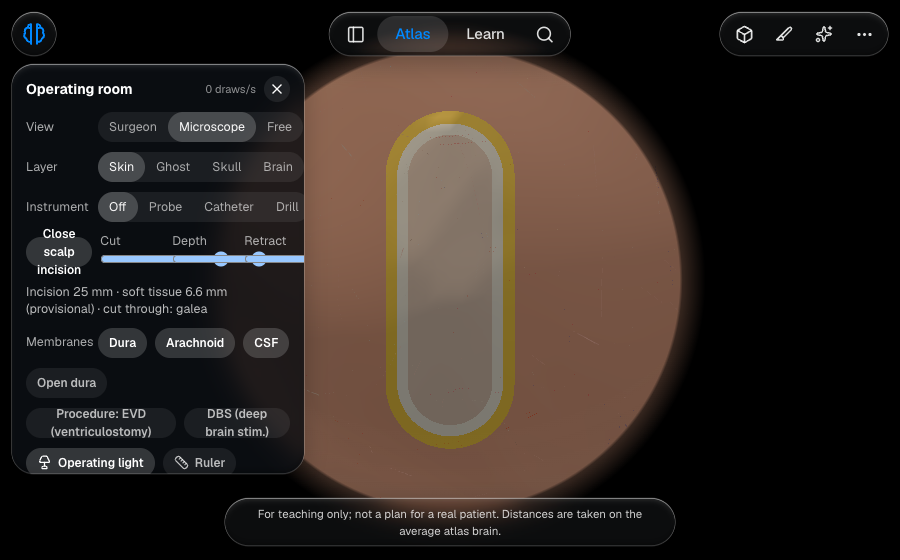 Atlas
Learn
Operating room
0 draws/s
View
Surgeon
Microscope
Free
Layer
Skin
Ghost
Skull
Brain
Instrument
Off
Probe
Catheter
Drill
Close
scalp
incision
Cut
Depth
Retract
Incision 25 mm · soft tissue 6.6 mm
(provisional) · cut through: galea
Membranes
Dura
Arachnoid
CSF
Open dura
Procedure: EVD
(ventriculostomy)
DBS (deep
brain stim.)
Operating light
Ruler
For teaching only; not a plan for a real patient. Distances are taken on the
average atlas brain.